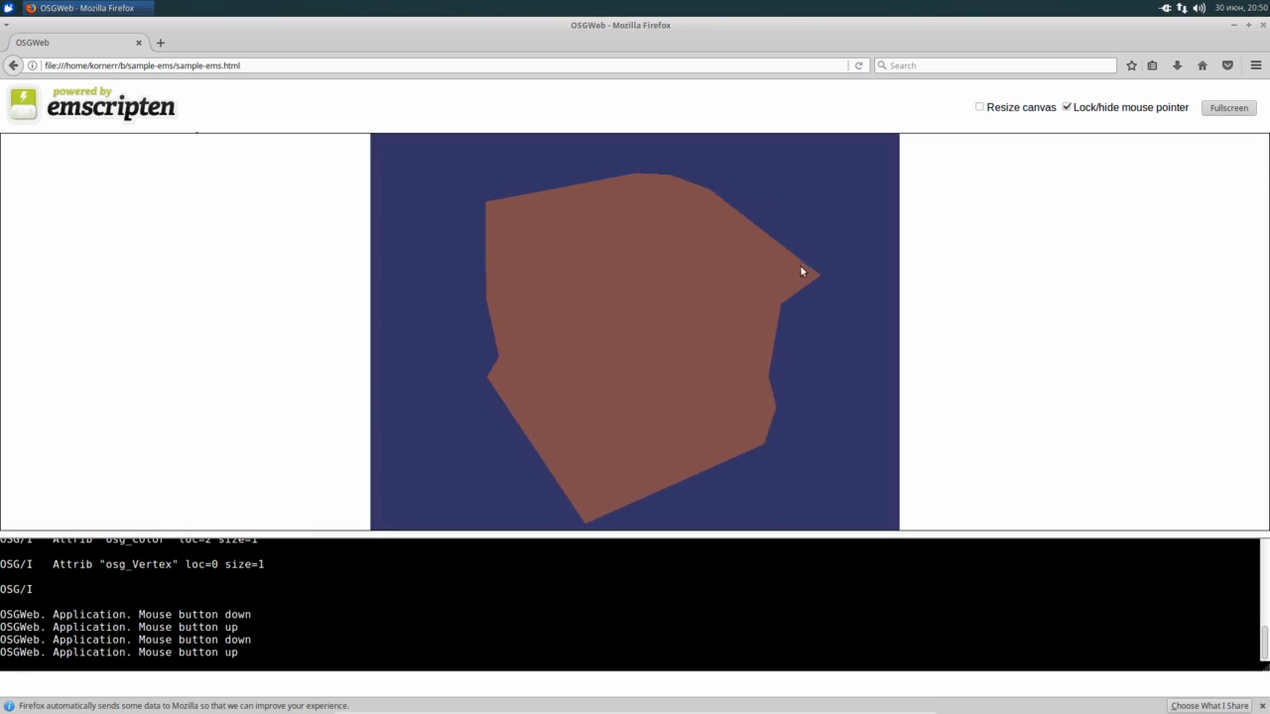 OSGWeb - Mozilla Firefox
30 июн, 20:50
OSGWeb - Mozilla Firefox
OSGWeb
file:///home/kornerr/b/sample-ems/sample-ems.html
Search
powered by
emscripten
Resize canvas
Lock/hide mouse pointer
Fullscreen
OSG/I Attrib "osg_Color" loc=2 size=1
OSG/I Attrib "osg_Vertex" loc=0 size=1
OSG/I
OSGWeb. Application. Mouse button down
OSGWeb. Application. Mouse button up
OSGWeb. Application. Mouse button down
OSGWeb. Application. Mouse button up
Firefox automatically sends some data to Mozilla so that we can improve your experience.
Choose What I Share